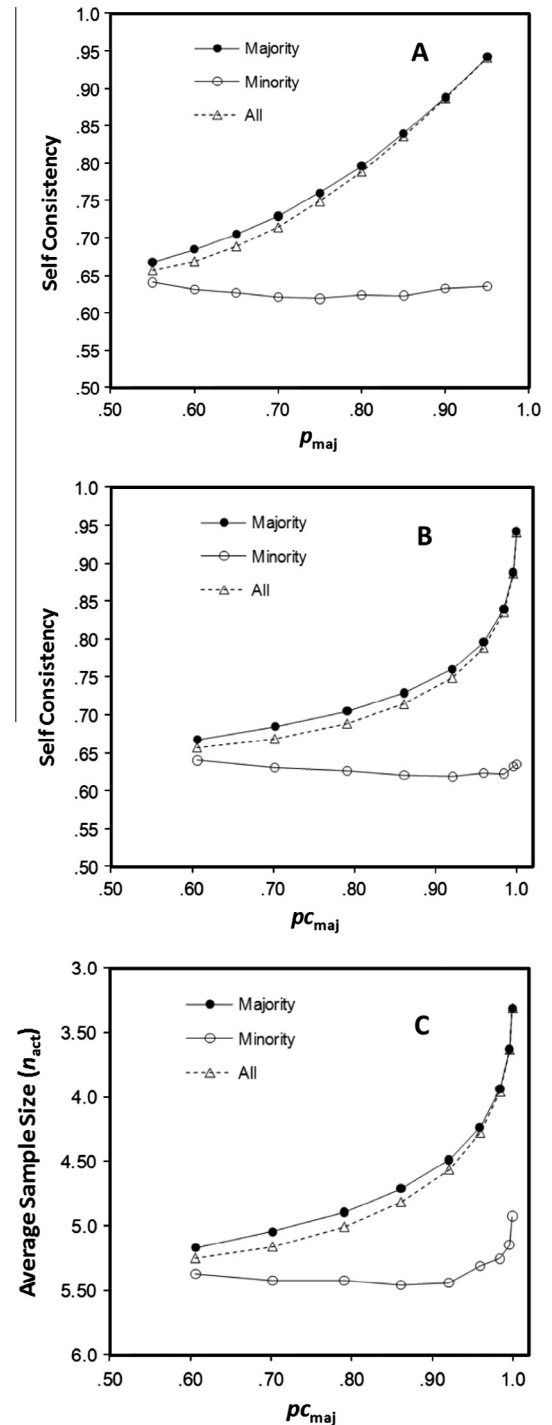 1.0
.95
.90
.85
.80
.75
.70
.65
.60
.55
.50
Self Consistency
Majority
Minority
All
A
.50
.60
.70
.80
.90
1.0
pmaj
1.0
.95
.90
.85
.80
.75
.70
.65
.60
.55
.50
Self Consistency
Majority
Minority
All
B
.50
.60
.70
.80
.90
1.0
pcmaj
3.0
3.50
4.0
4.50
5.0
5.50
6.0
Average Sample Size (nact)
Majority
Minority
All
C
.50
.60
.70
.80
.90
1.0
pcmaj